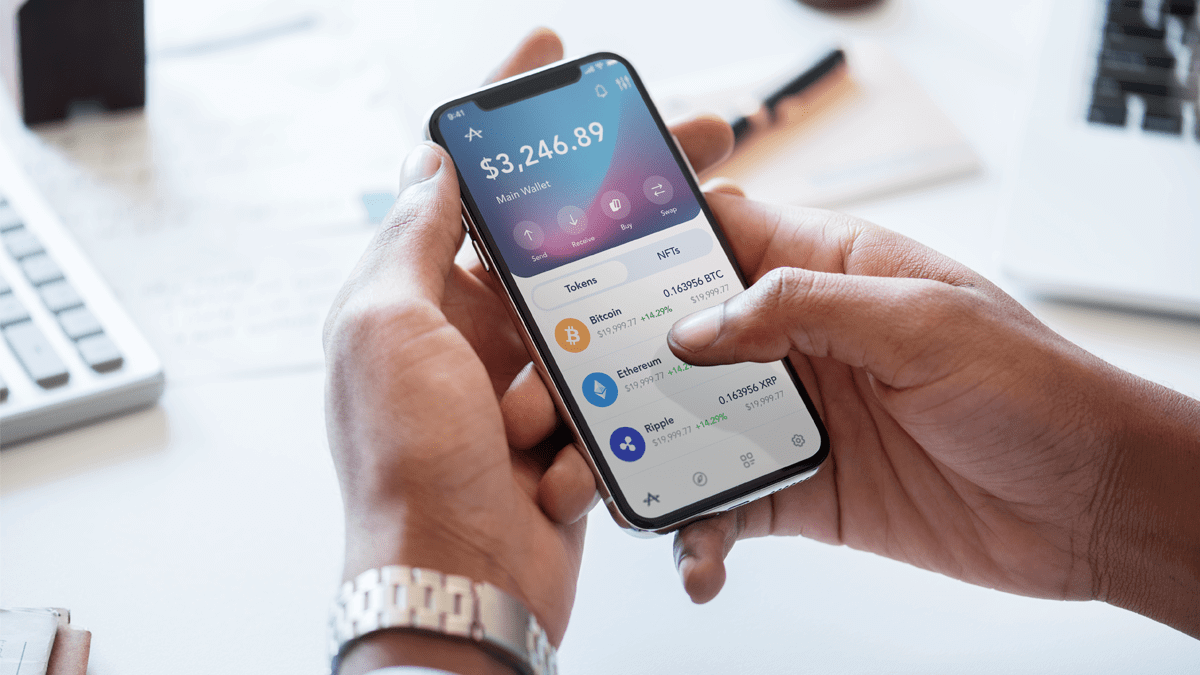 9:41
$3,246.89
Main Wallet
Send Receive Buy Swap
Tokens NFTs
Bitcoin 0.163956 BTC
$19,999.77 +14.29% $19,999.77
Ethereum
$19,999.77
Ripple 0.163956 XRP
$19,999.77 +14.29% $19,999.77